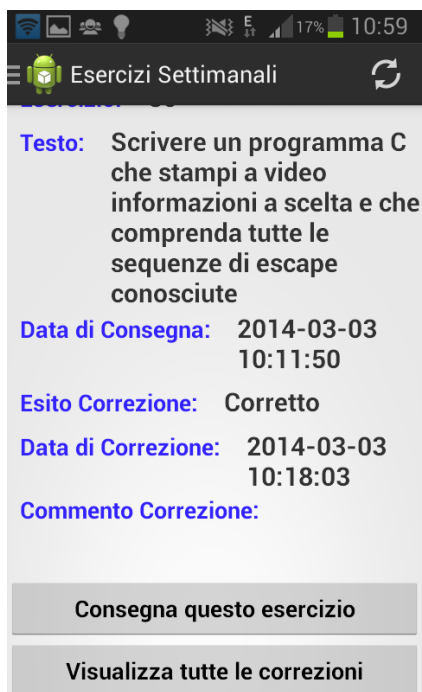 E
17%
10:59
Esercizi Settimanali
Testo: Scrivere un programma C
che stampi a video
informazioni a scelta e che
comprenda tutte le
sequenze di escape
conosciute
Data di Consegna: 2014-03-03
10:11:50
Esito Correzione: Corretto
Data di Correzione: 2014-03-03
10:18:03
Commento Correzione:
Consegna questo esercizio
Visualizza tutte le correzioni